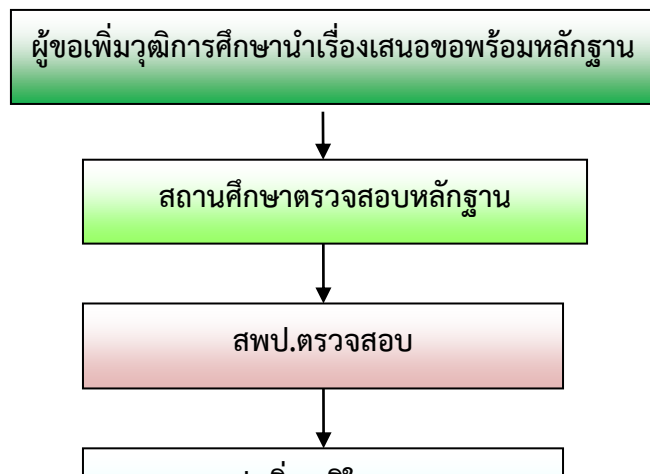 ผู้ขอเพิ่มวุฒิการศึกษานำเรื่องเสนอขอพร้อมหลักฐาน
สถานศึกษาตรวจสอบหลักฐาน
สพป.ตรวจสอบ